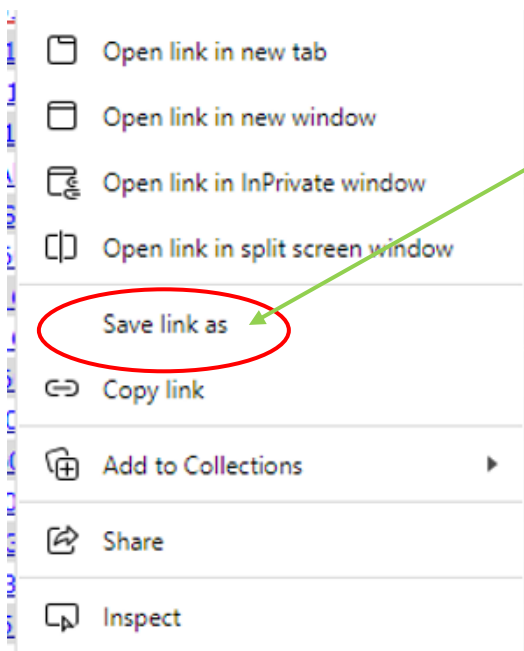 Open link in new tab
Open link in new window
Open link in InPrivate window
Open link in split screen window
Save link as
Copy link
Add to Collections
Share
Inspect